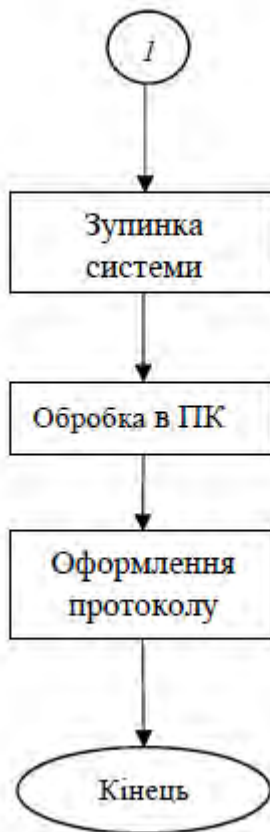 1
Зупинка
системи
Обробка в ПК
Оформлення
протоколу
Кінець